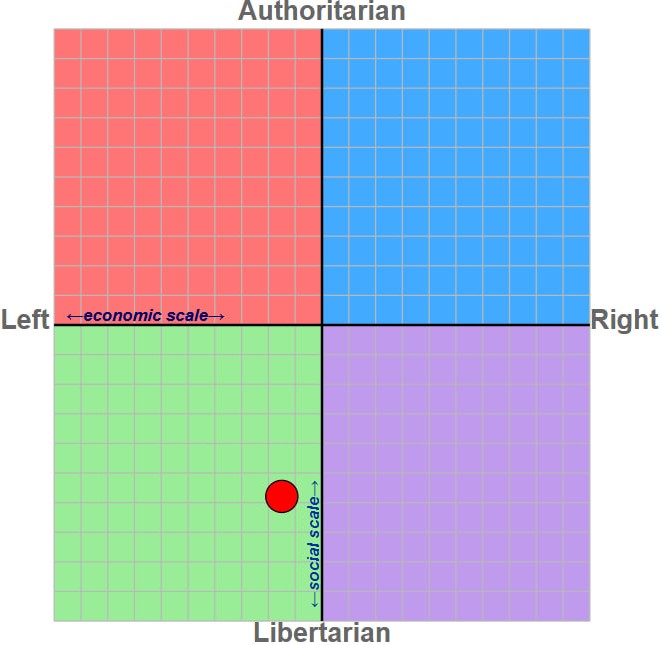 Authoritarian
Left
←economic scale→
Right
←social scale→
Libertarian